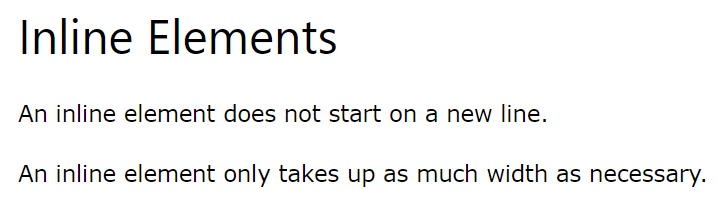 Inline Elements
An inline element does not start on a new line.
An inline element only takes up as much width as necessary.